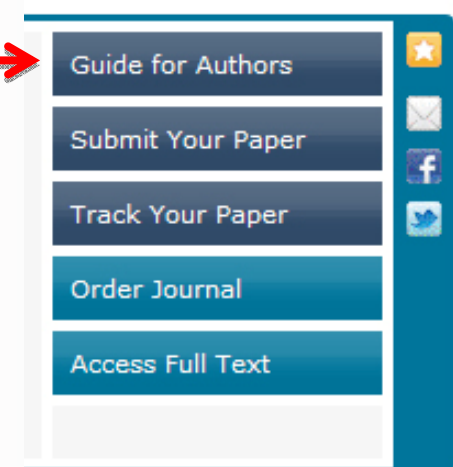 Guide for Authors
Submit Your Paper
Track Your Paper
Order Journal
Access Full Text